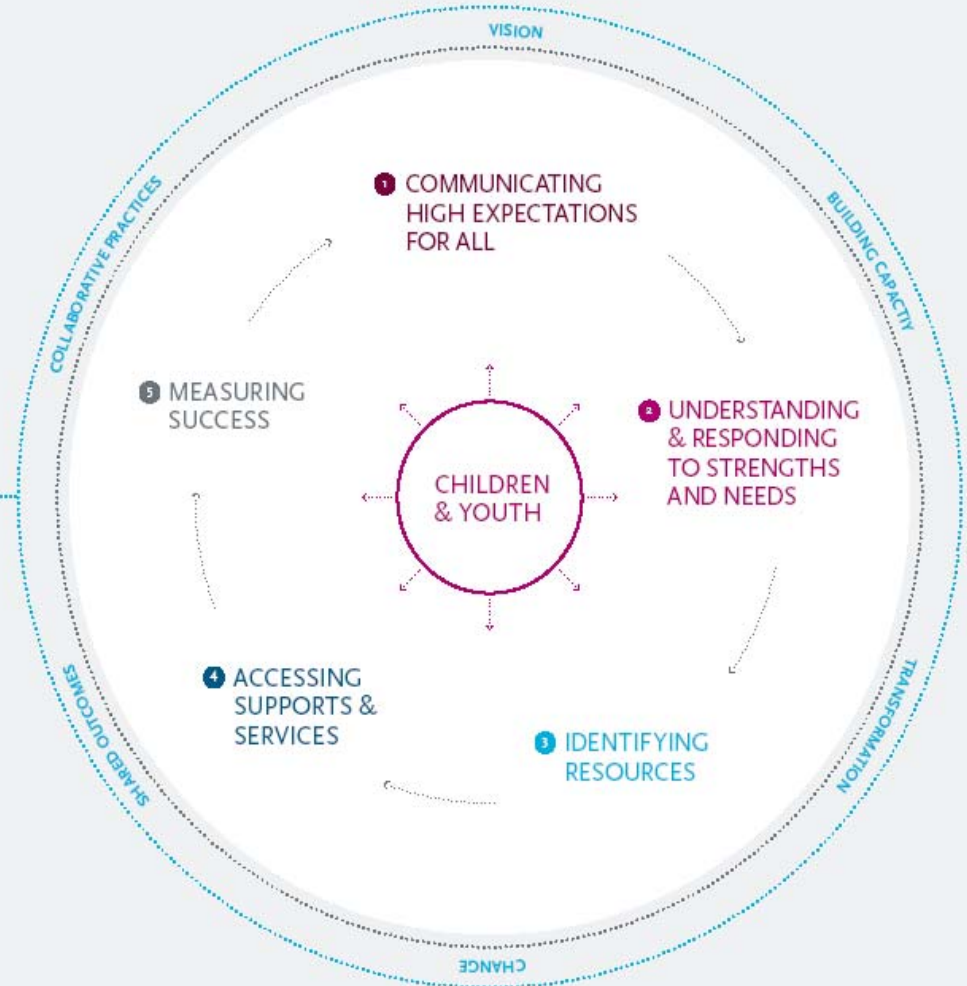 VISION
BUILDING CAPACTIY
TRANSFORMATION
CHANGE
SHARED OUTCOMES
COLLABORATIVE PRACTICES
1 COMMUNICATING
HIGH EXPECTATIONS
FOR ALL
2 UNDERSTANDING
& RESPONDING
TO STRENGTHS
AND NEEDS
3 IDENTIFYING
RESOURCES
4 ACCESSING
SUPPORTS &
SERVICES
5 MEASURING
SUCCESS
CHILDREN
& YOUTH